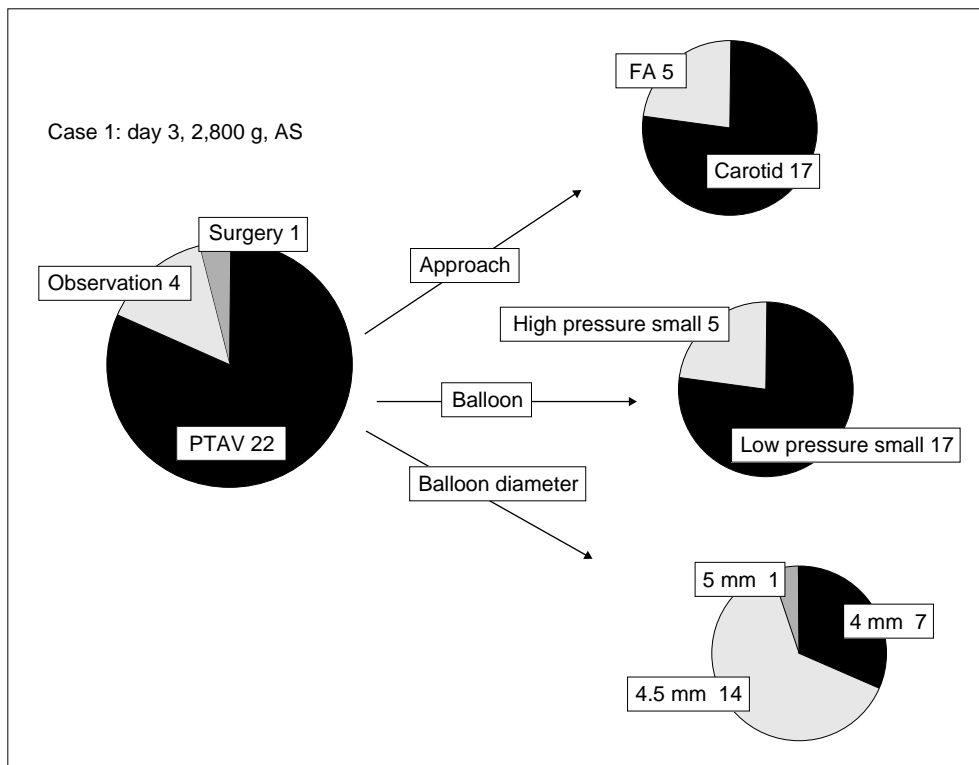 Case 1: day 3, 2,800 g, AS
Surgery 1
Observation 4
PTAV 22
Approach
FA 5
Carotid 17
Balloon
High pressure small 5
Low pressure small 17
Balloon diameter
5 mm 1
4 mm 7
4.5 mm 14